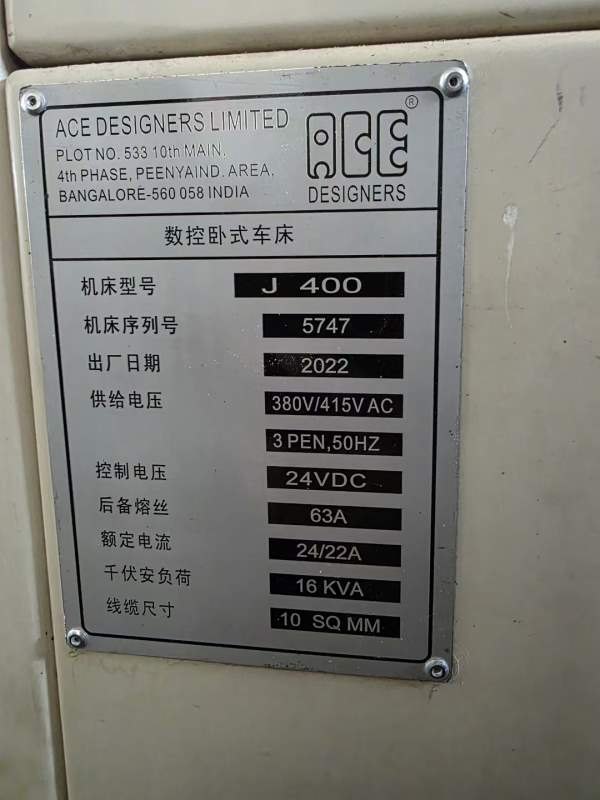 ACE DESIGNERS LIMITED
PLOT NO. 533 10th MAIN,
4th PHASE, PEENYAIND. AREA,
BANGALORE-560 058 INDIA
ACE ®
DESIGNERS
数控卧式车床
机床型号 J 400
机床序列号 5747
出厂日期 2022
供给电压 380V/415V AC
3 PEN,50HZ
控制电压 24VDC
后备熔丝 63A
额定电流 24/22A
千伏安负荷 16 KVA
线缆尺寸 10 SQ MM